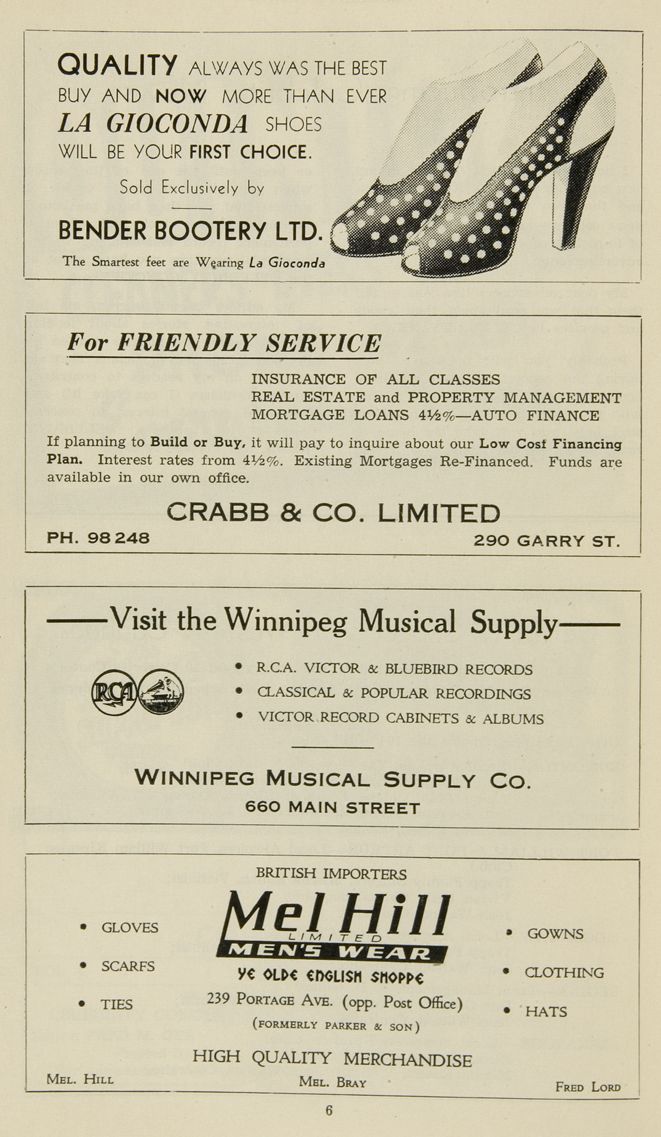 QUALITY ALWAYS WAS THE BEST
BUY AND NOW MORE THAN EVER
LA GIOCONDA SHOES
WILL BE YOUR FIRST CHOICE.
Sold Exclusively by
BENDER BOOTERY LTD.
The Smartest feet are Wearing La Gioconda
For FRIENDLY SERVICE
INSURANCE OF ALL CLASSES
REAL ESTATE and PROPERTY MANAGEMENT
MORTGAGE LOANS 4½%—AUTO FINANCE
If planning to Build or Buy, it will pay to inquire about our Low Cost Financing
Plan. Interest rates from 4½%. Existing Mortgages Re-Financed. Funds are
available in our own office.
CRABB & CO. LIMITED
PH. 98 248 290 GARRY ST.
Visit the Winnipeg Musical Supply
RCA
• R.C.A. VICTOR & BLUEBIRD RECORDS
• CLASSICAL & POPULAR RECORDINGS
• VICTOR RECORD CABINETS & ALBUMS
WINNIPEG MUSICAL SUPPLY CO.
660 MAIN STREET
BRITISH IMPORTERS
Mel Hill
LIMITED
MEN'S WEAR
YE OLDE ENGLISH SHOPPE
239 PORTAGE AVE. (opp. Post Office)
(FORMERLY PARKER & SON)
• GLOVES
• SCARFS
• TIES
• GOWNS
• CLOTHING
• HATS
HIGH QUALITY MERCHANDISE
MEL. HILL MEL. BRAY FRED LORD
6